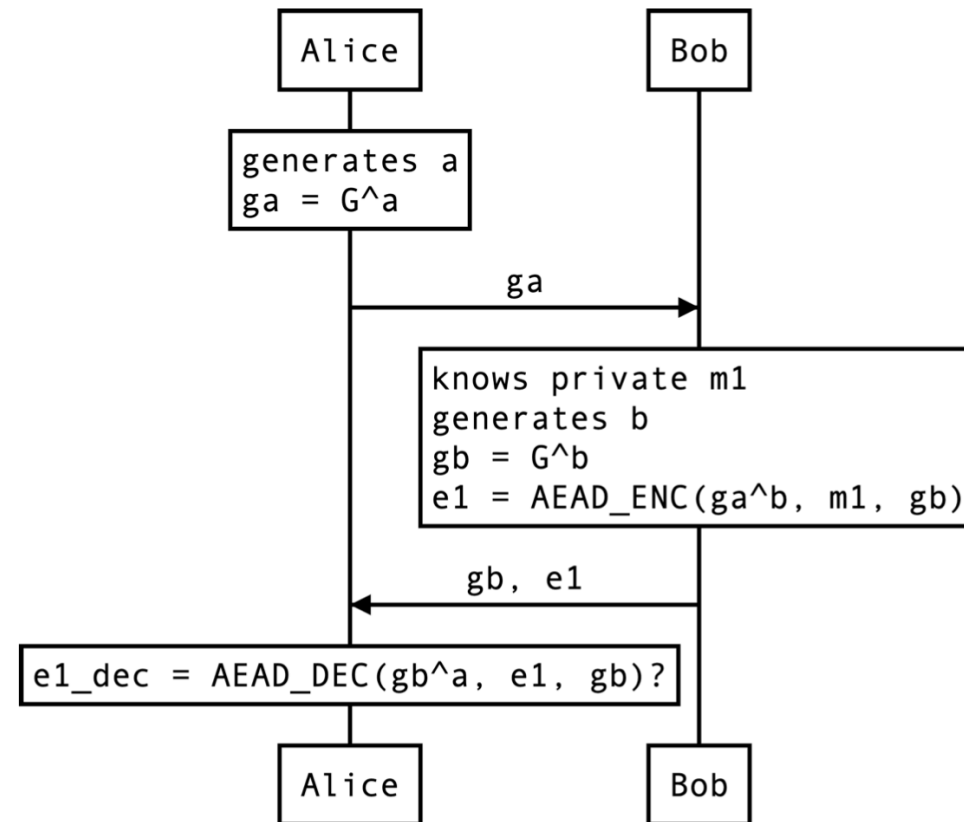 Alice
Bob
generates a
ga = G^a
ga
knows private m1
generates b
gb = G^b
e1 = AEAD_ENC(ga^b, m1, gb)
gb, e1
e1_dec = AEAD_DEC(gb^a, e1, gb)?
Alice
Bob